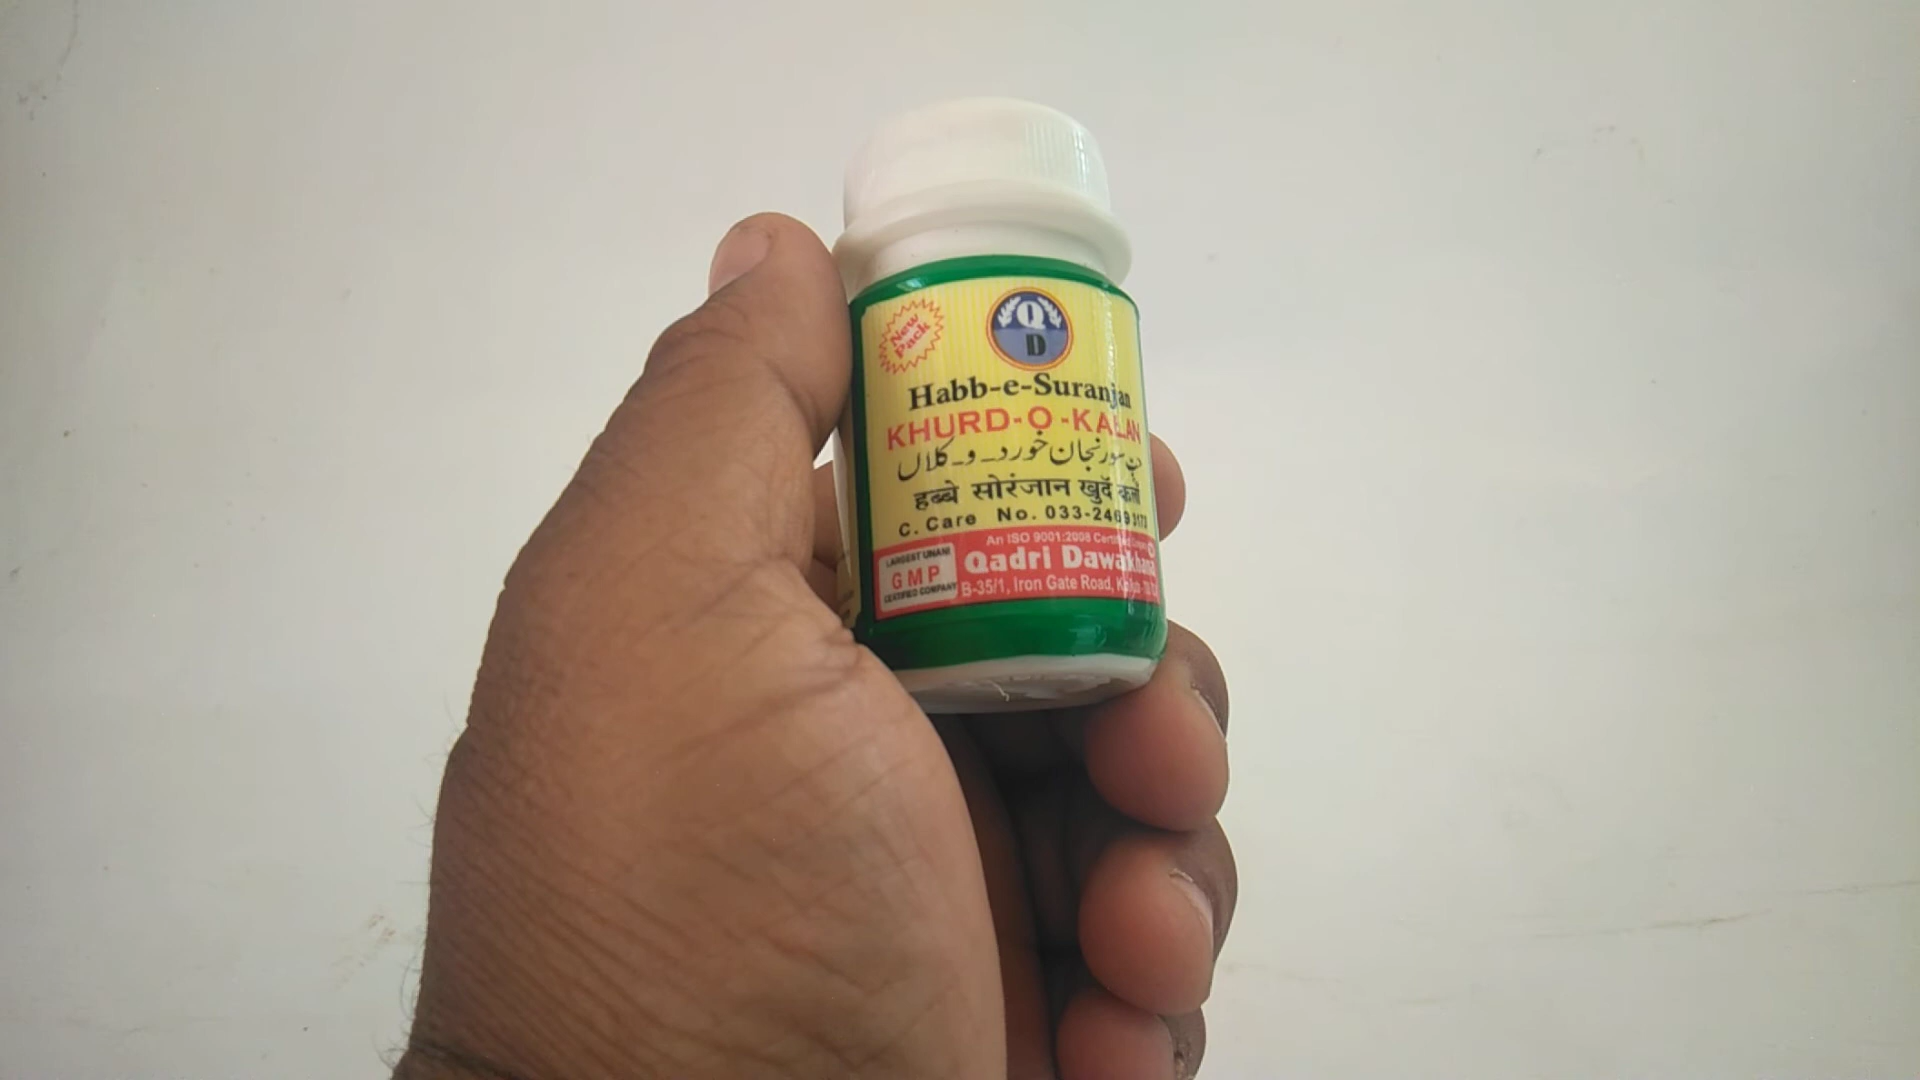 New
Pack
Q
D
Habb-e-Suranjan
KHURD-O-KALAN
حب سورنجان خورد۔و۔کلاں
हब्बे सोरंजान खुर्द कलाँ
C. Care No. 033-2469
An ISO 9001:2008 Certified
LARGEST UNANI
GMP
CERTIFIED COMPANY
Qadri Dawakhana
B-35/1, Iron Gate Road,